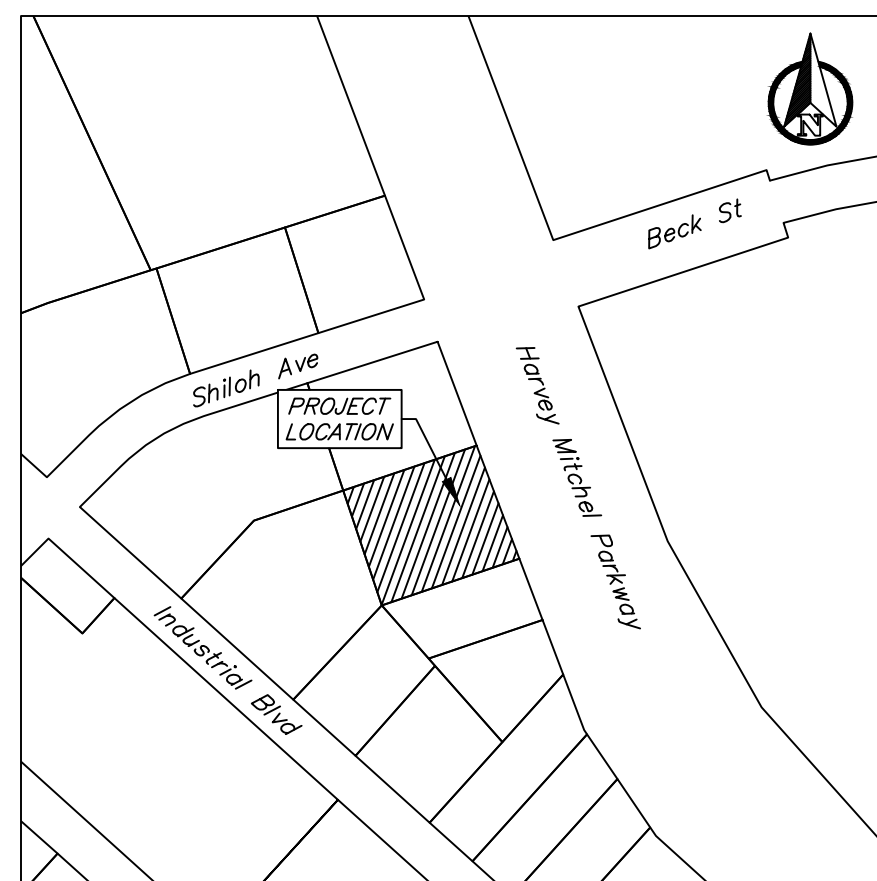 N
Beck St
Shiloh Ave
PROJECT
LOCATION
Harvey Mitchel Parkway
Industrial Blvd